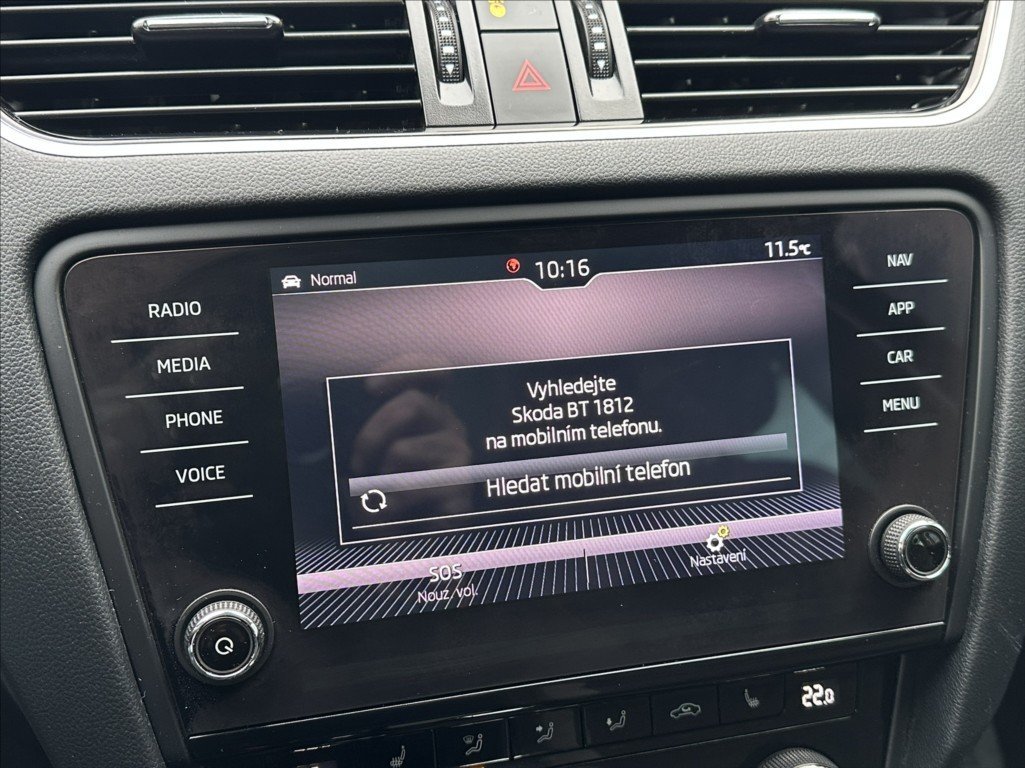 Normal
10:16
11.5°C
RADIO
MEDIA
PHONE
VOICE
NAV
APP
CAR
MENU
Vyhledejte
Skoda BT 1812
na mobilním telefonu.
Hledat mobilní telefon
SOS
Nouz. vol.
Nastavení
22.0